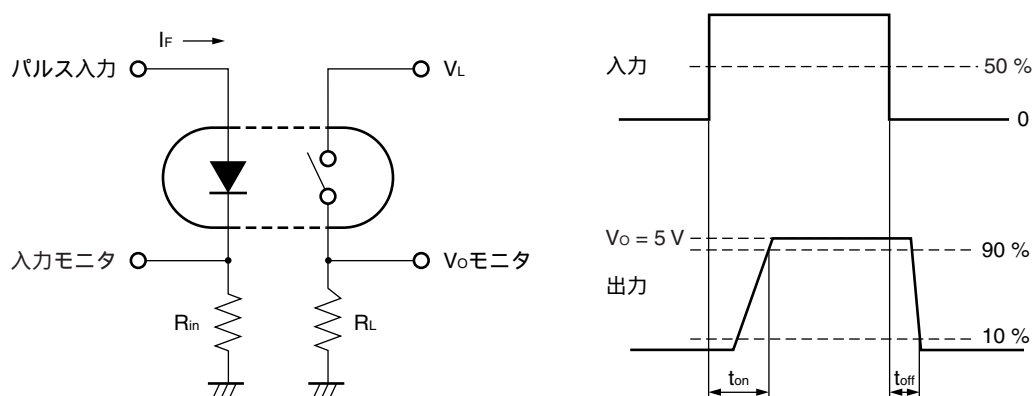 IF
パルス入力
VL
入力モニタ
VOモニタ
Rin
RL
入力
50 %
0
VO = 5 V
90 %
出力
10 %
ton
toff